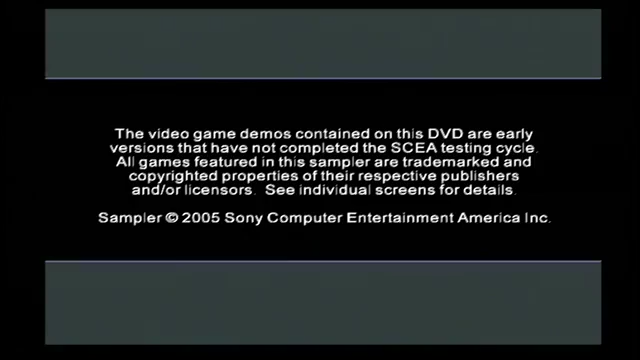 The video game demos contained on this DVD are early
versions that have not completed the SCEA testing cycle.
All games featured in this sampler are trademarked and
copyrighted properties of their respective publishers
and/or licensors.  See individual screens for details.
Sampler © 2005 Sony Computer Entertainment America Inc.